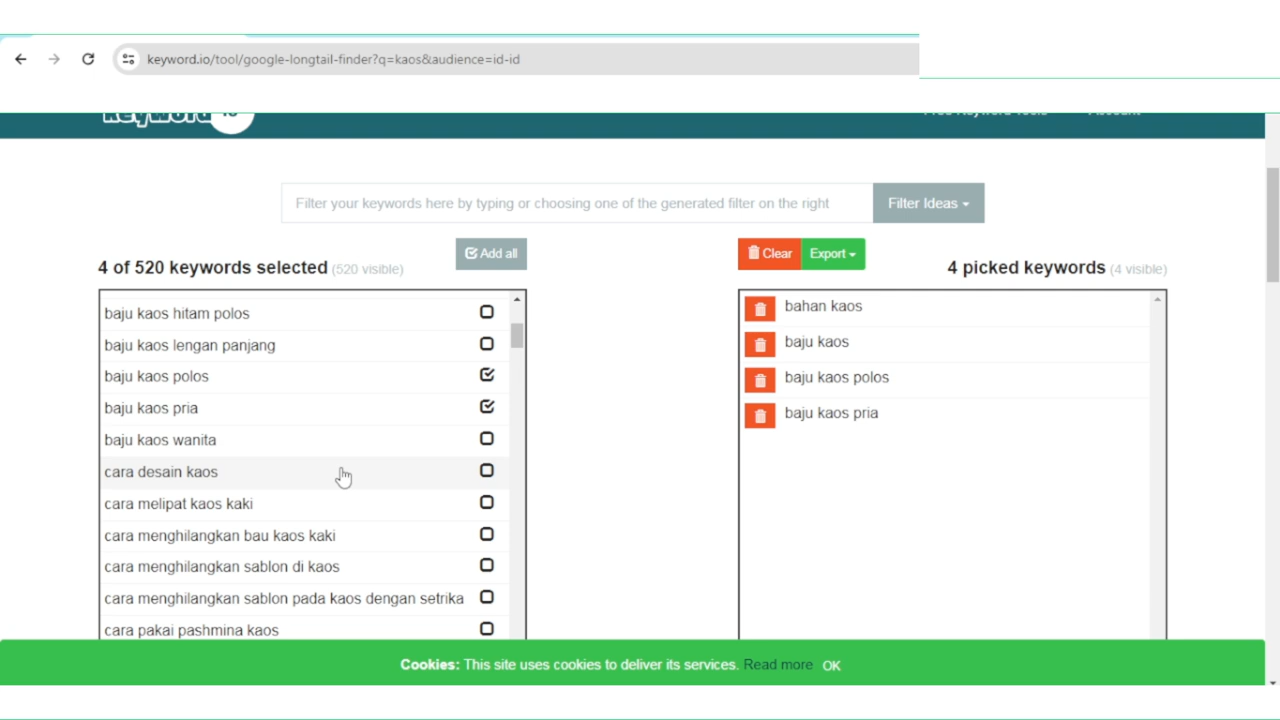 keyword.io/tool/google-longtail-finder?q=kaos&audience=id-id
Filter your keywords here by typing or choosing one of the generated filter on the right
Filter Ideas
4 of 520 keywords selected (520 visible)
Add all
baju kaos hitam polos
baju kaos lengan panjang
baju kaos polos
baju kaos pria
baju kaos wanita
cara desain kaos
cara melipat kaos kaki
cara menghilangkan bau kaos kaki
cara menghilangkan sablon di kaos
cara menghilangkan sablon pada kaos dengan setrika
cara pakai pashmina kaos
Clear
Export
4 picked keywords (4 visible)
bahan kaos
baju kaos
baju kaos polos
baju kaos pria
Cookies: This site uses cookies to deliver its services. Read more OK